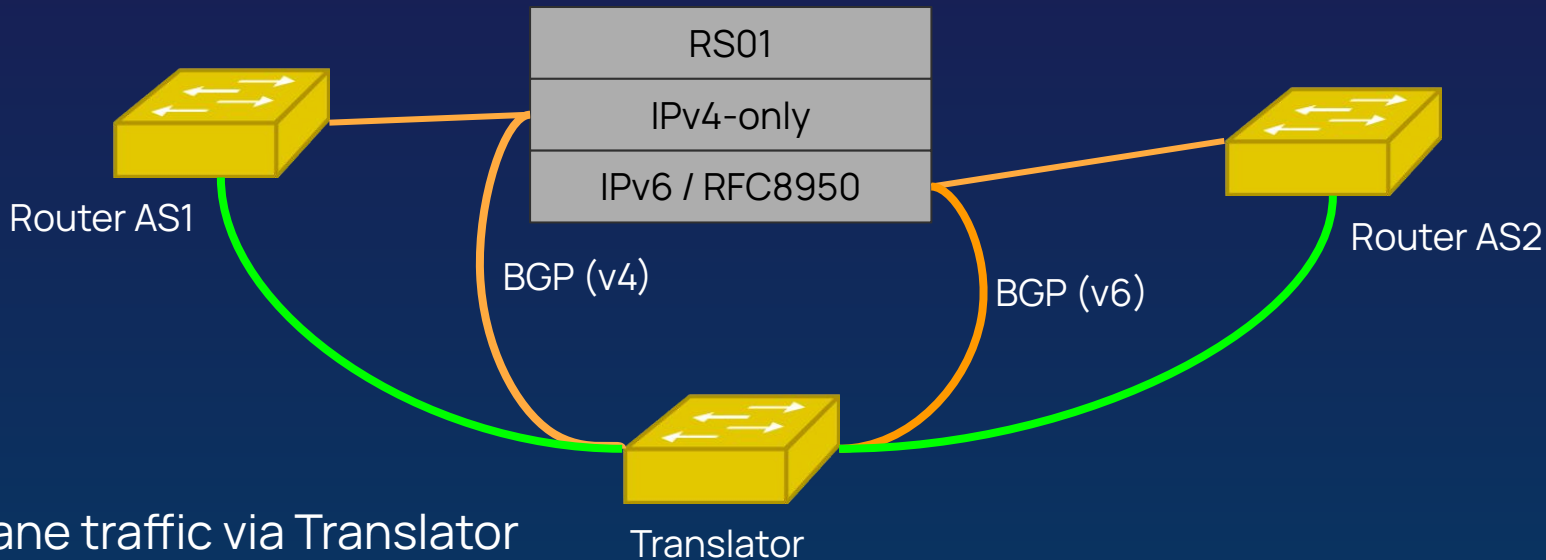 RS01
IPv4-only
IPv6 / RFC8950
Router AS1
Router AS2
BGP (v4)
BGP (v6)
ane traffic via Translator
Translator